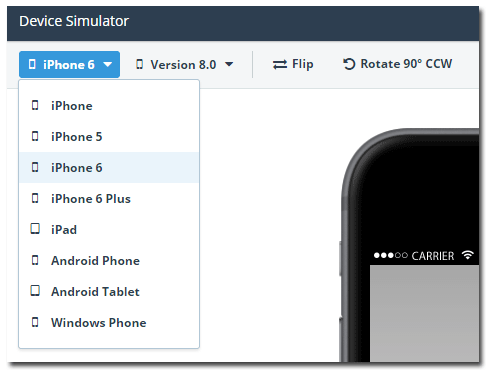 Device Simulator
iPhone 6 Version 8.0 Flip Rotate 90° CCW
iPhone
iPhone 5
iPhone 6
iPhone 6 Plus
iPad
Android Phone
Android Tablet
Windows Phone
CARRIER